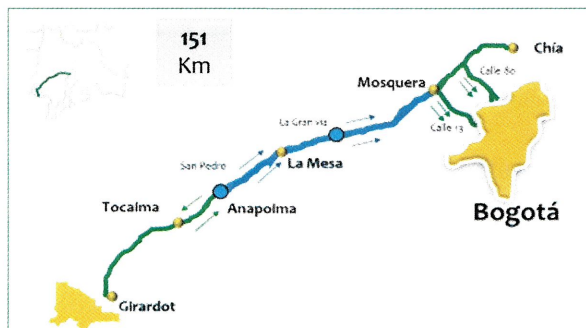 151
Km
Chía
Calle 80
Mosquera
La Gran vía
Calle 13
San Pedro
La Mesa
Bogotá
Tocaima
Anapoima
Girardot